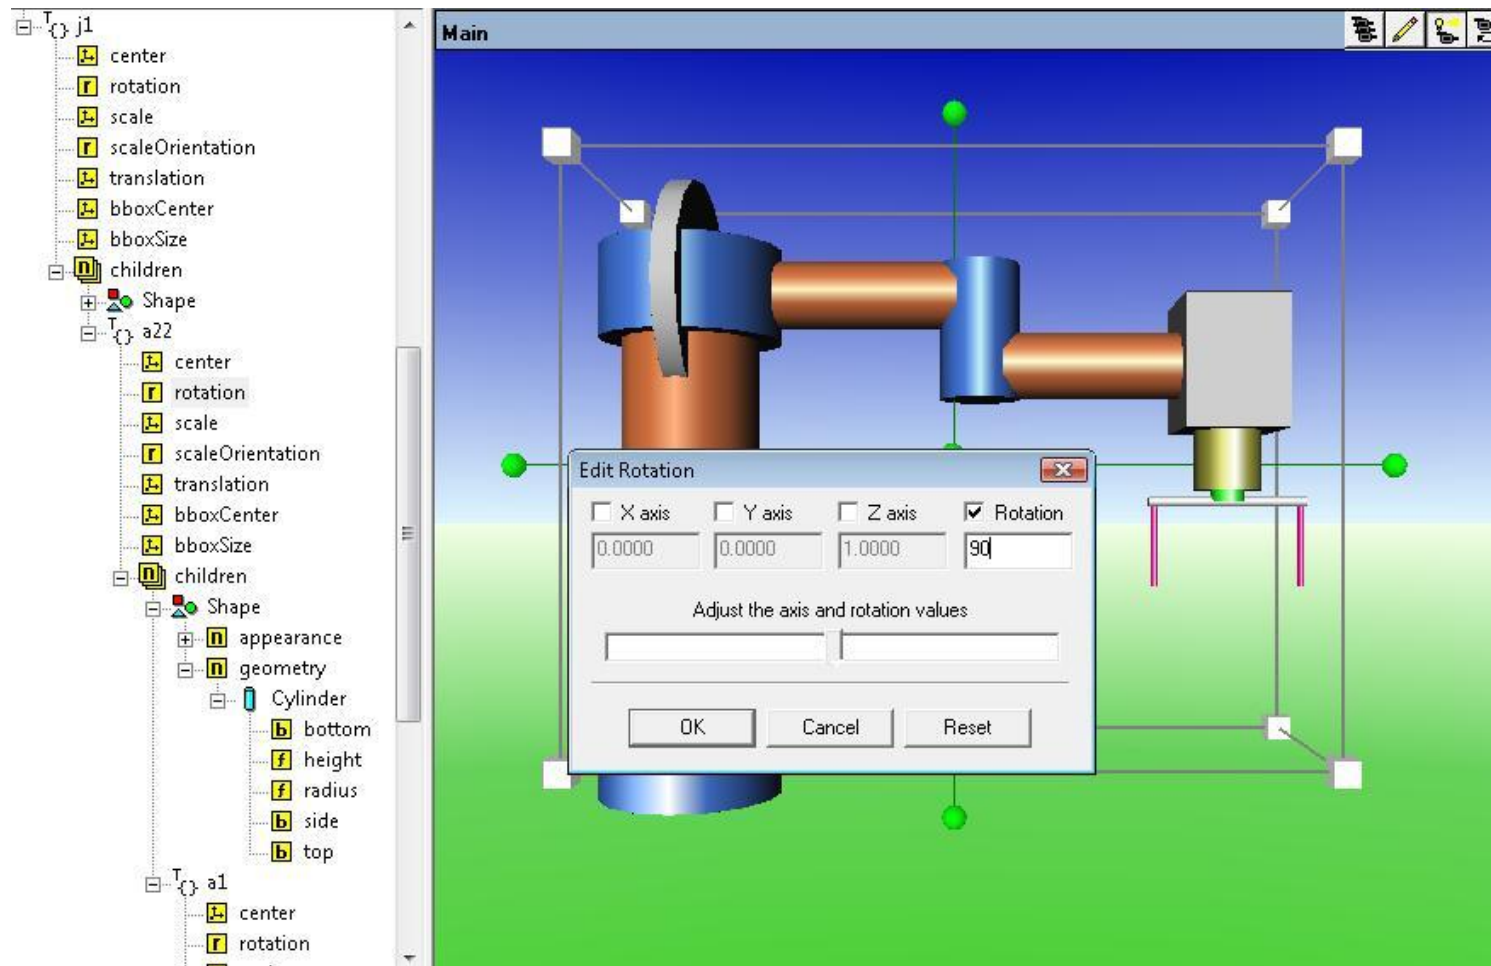 j1
center
rotation
scale
scaleOrientation
translation
bboxCenter
bboxSize
children
Shape
a22
center
rotation
scale
scaleOrientation
translation
bboxCenter
bboxSize
children
Shape
appearance
geometry
Cylinder
bottom
height
radius
side
top
a1
center
rotation
Main
Edit Rotation
X axis Y axis Z axis Rotation
0.0000 0.0000 1.0000 90
Adjust the axis and rotation values
OK Cancel Reset